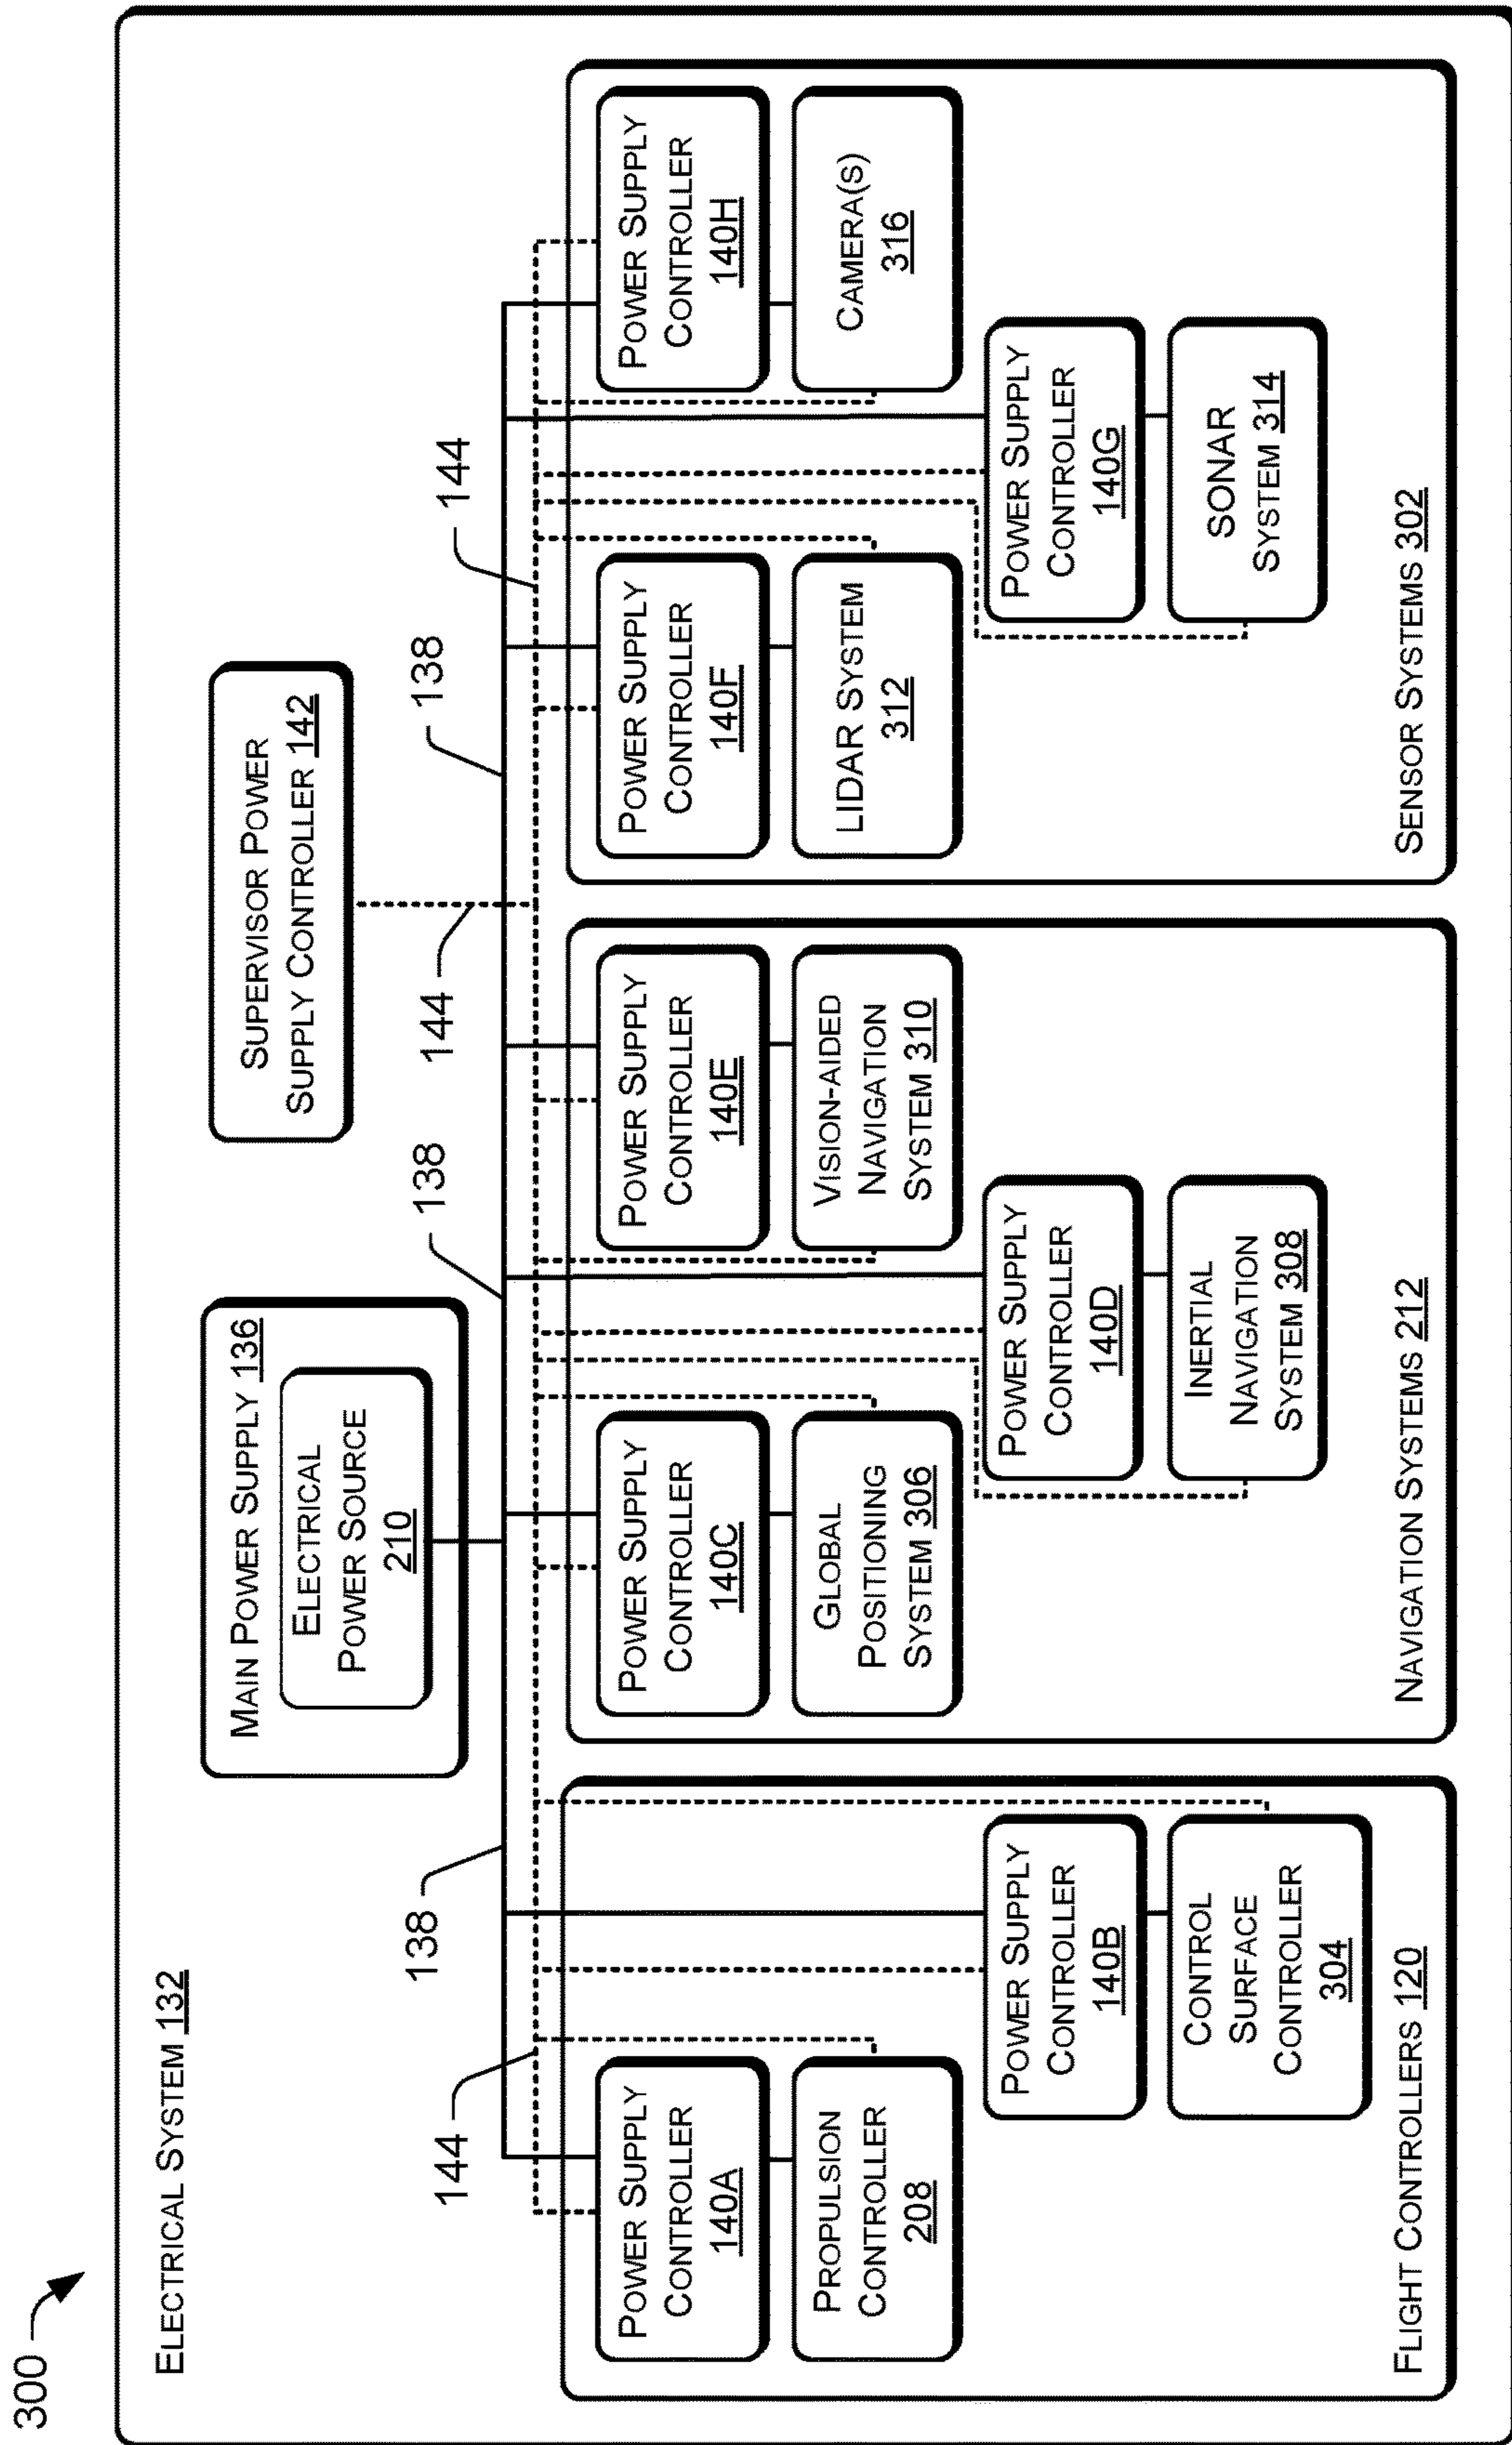 300
ELECTRICAL SYSTEM 132
MAIN POWER SUPPLY 136
ELECTRICAL
POWER SOURCE
210
SUPERVISOR POWER
SUPPLY CONTROLLER 142
144
138
138
144
138
144
POWER SUPPLY
CONTROLLER
140A
PROPULSION
CONTROLLER
208
POWER SUPPLY
CONTROLLER
140B
CONTROL
SURFACE
CONTROLLER
304
FLIGHT CONTROLLERS 120
POWER SUPPLY
CONTROLLER
140C
GLOBAL
POSITIONING
SYSTEM 306
POWER SUPPLY
CONTROLLER
140D
INERTIAL
NAVIGATION
SYSTEM 308
POWER SUPPLY
CONTROLLER
140E
VISION-AIDED
NAVIGATION
SYSTEM 310
NAVIGATION SYSTEMS 212
POWER SUPPLY
CONTROLLER
140F
LIDAR SYSTEM
312
POWER SUPPLY
CONTROLLER
140G
SONAR
SYSTEM 314
POWER SUPPLY
CONTROLLER
140H
CAMERA(S)
316
SENSOR SYSTEMS 302